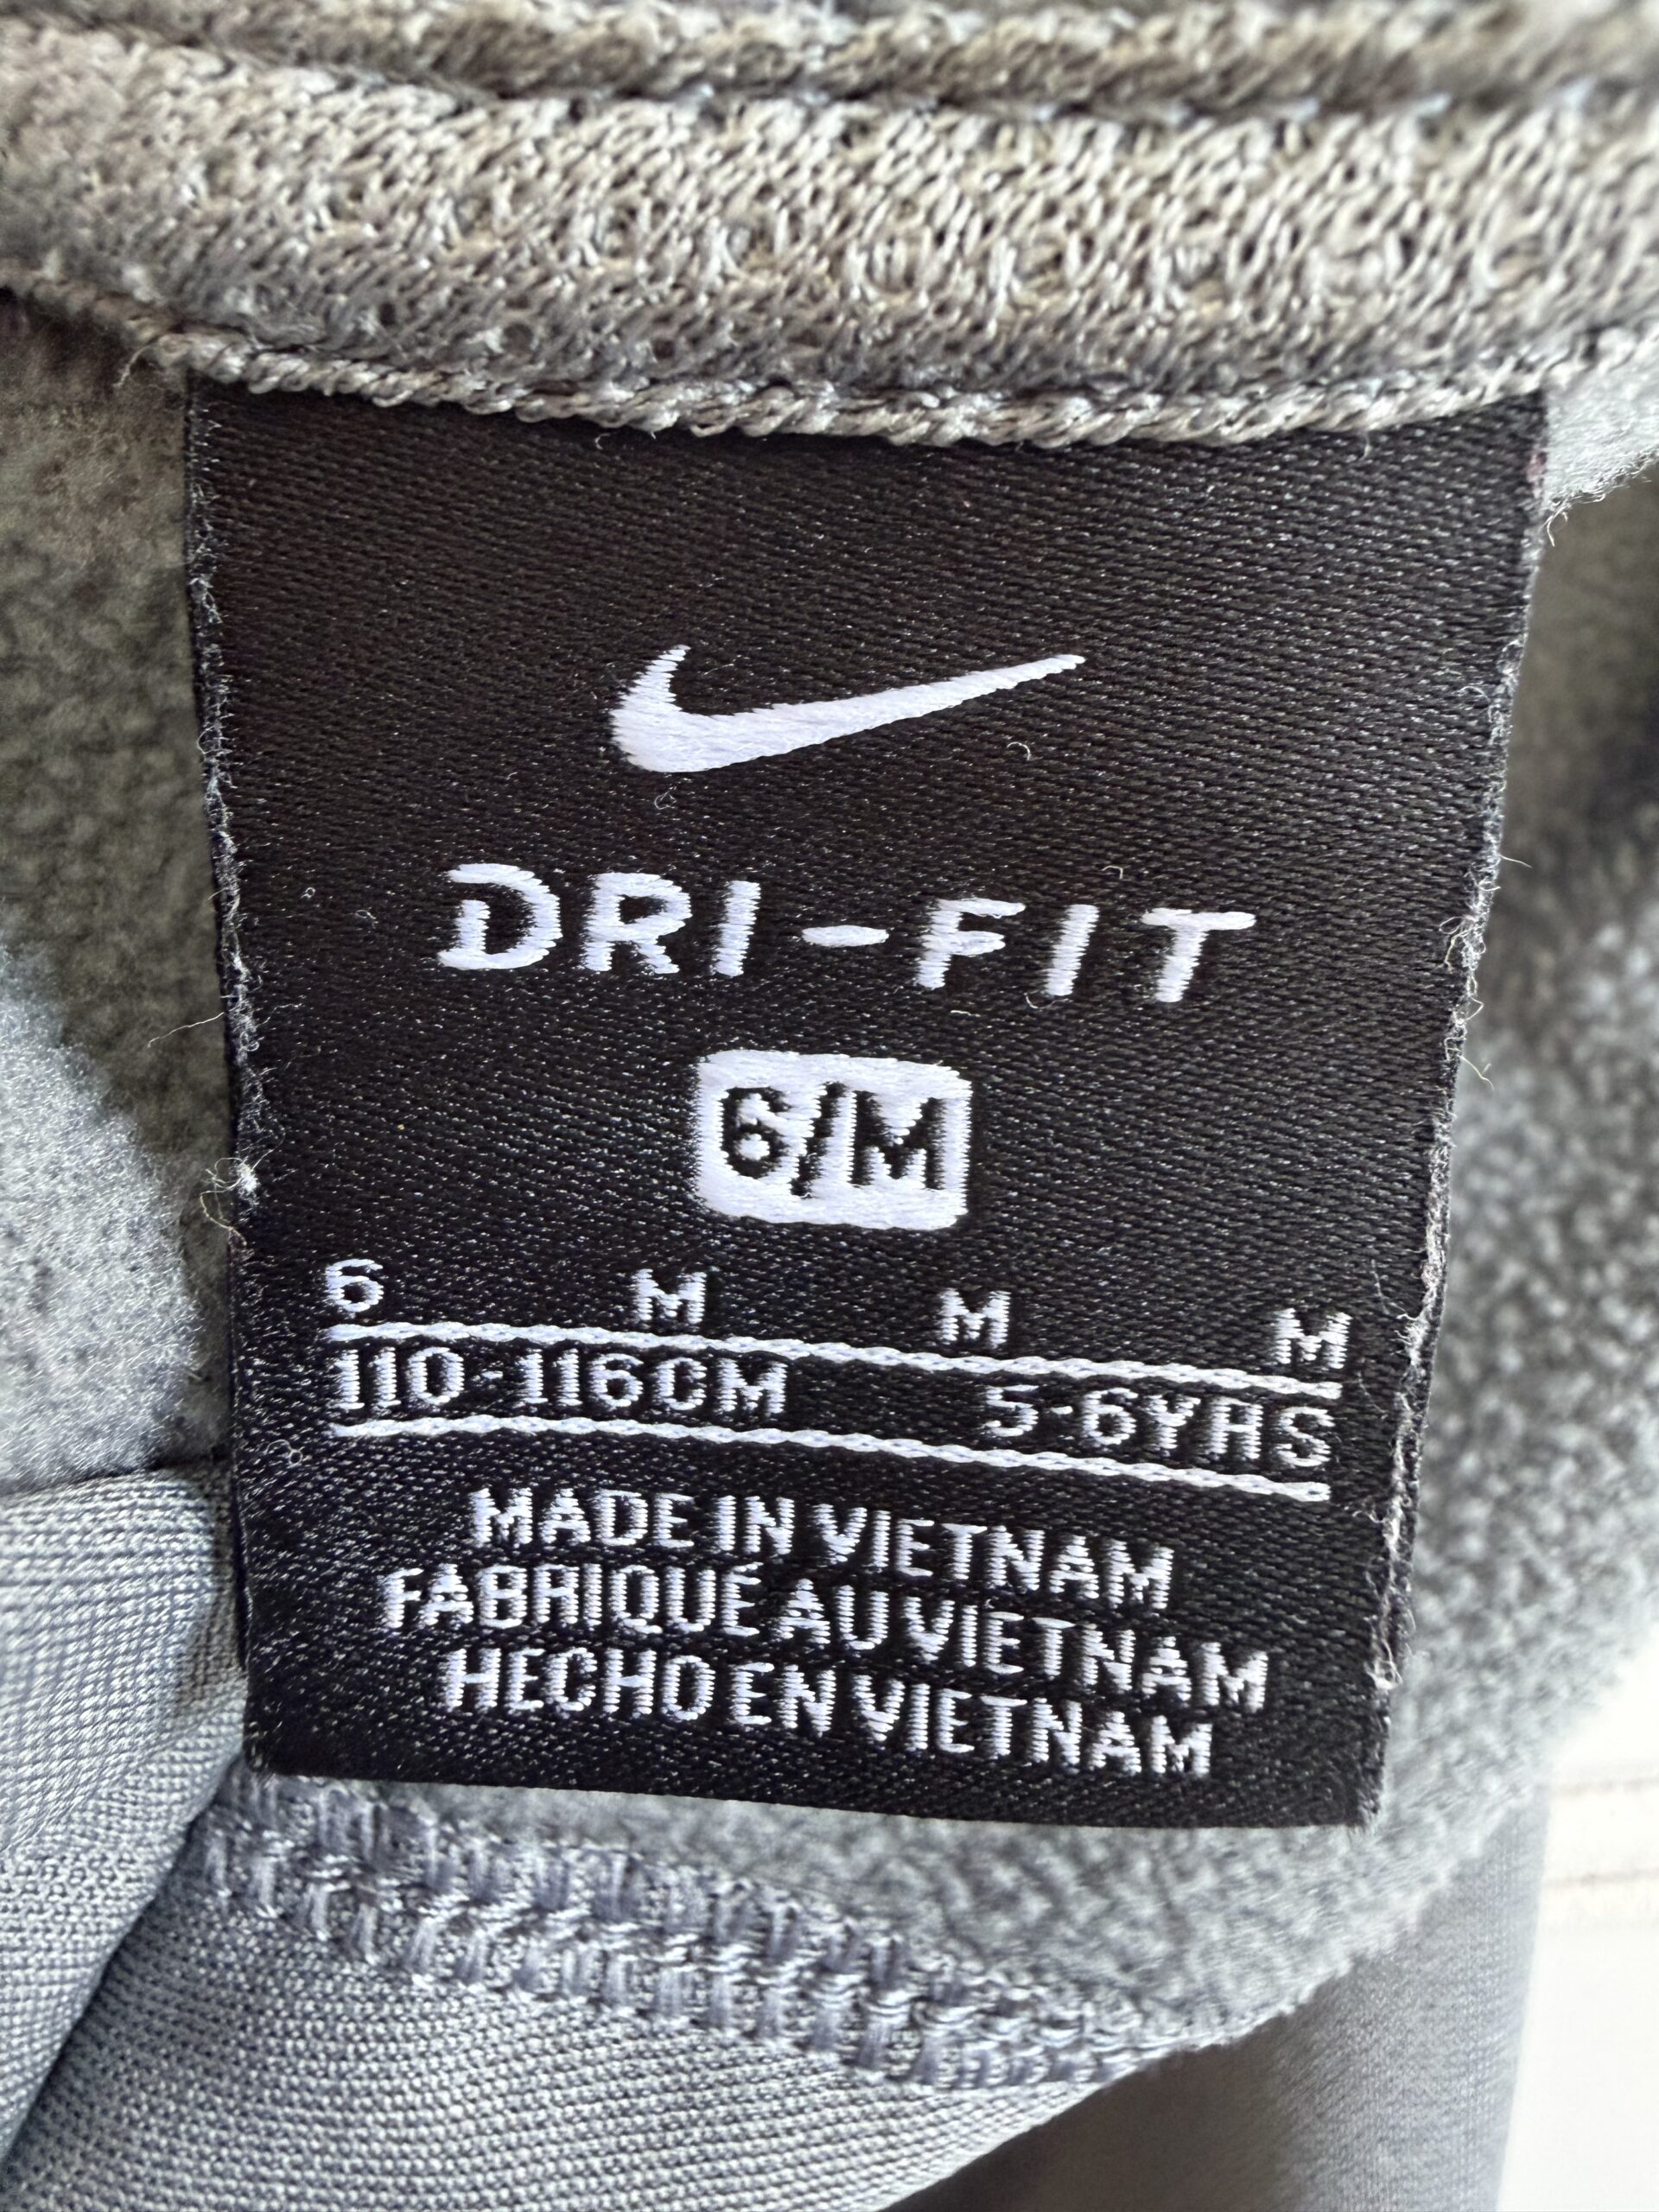 DRI-FIT
6/M
6 M M M
110-116CM 5-6YRS
MADE IN VIETNAM
FABRIQUÉ AU VIETNAM
HECHO EN VIETNAM